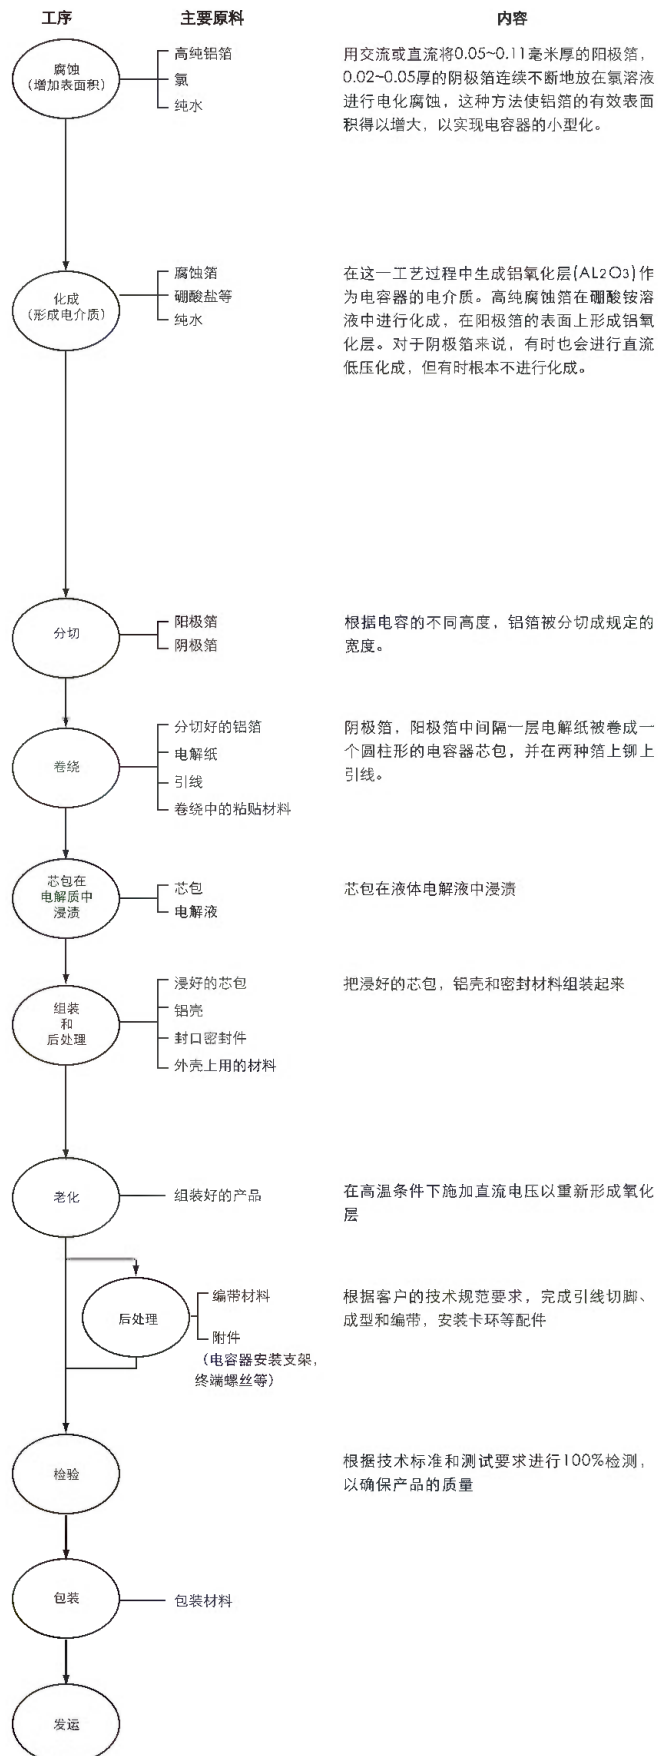 工序
主要原料
内容
腐蚀
(增加表面积)
高纯铝箔
氯
纯水
用交流或直流将0.05~0.11毫米厚的阳极箔，
0.02~0.05厚的阴极箔连续不断地放在氯溶液
进行电化腐蚀，这种方法使铝箔的有效表面
积得以增大，以实现电容器的小型化。
化成
(形成电介质)
腐蚀箔
硼酸盐等
纯水
在这一工艺过程中生成铝氧化层(AL2O3)作
为电容器的电介质。高纯腐蚀箔在硼酸铵溶
液中进行化成，在阳极箔的表面上形成铝氧
化层。对于阴极箔来说，有时也会进行直流
低压化成，但有时根本不进行化成。
分切
阳极箔
阴极箔
根据电容的不同高度，铝箔被分切成规定的
宽度。
卷绕
分切好的铝箔
电解纸
引线
卷绕中的粘贴材料
阴极箔，阳极箔中间隔一层电解纸被卷成一
个圆柱形的电容器芯包，并在两种箔上铆上
引线。
芯包在
电解质中
浸渍
芯包
电解液
芯包在液体电解液中浸渍
组装
和
后处理
浸好的芯包
铝壳
封口密封件
外壳上用的材料
把浸好的芯包，铝壳和密封材料组装起来
老化
组装好的产品
在高温条件下施加直流电压以重新形成氧化
层
后处理
编带材料
附件
（电容器安装支架，
终端螺丝等）
根据客户的技术规范要求，完成引线切脚、
成型和编带，安装卡环等配件
检验
根据技术标准和测试要求进行100%检测，
以确保产品的质量
包装
包装材料
发运